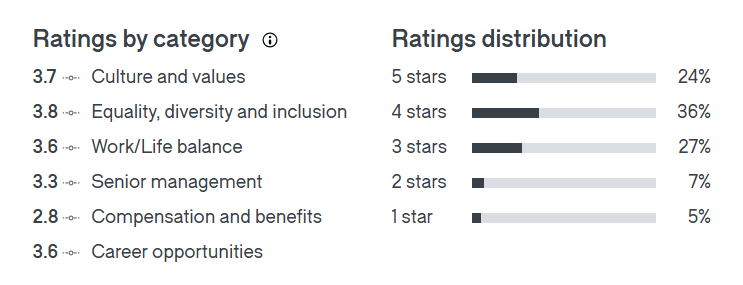 Ratings by category
3.7 Culture and values
3.8 Equality, diversity and inclusion
3.6 Work/Life balance
3.3 Senior management
2.8 Compensation and benefits
3.6 Career opportunities
Ratings distribution
5 stars 24%
4 stars 36%
3 stars 27%
2 stars 7%
1 star 5%